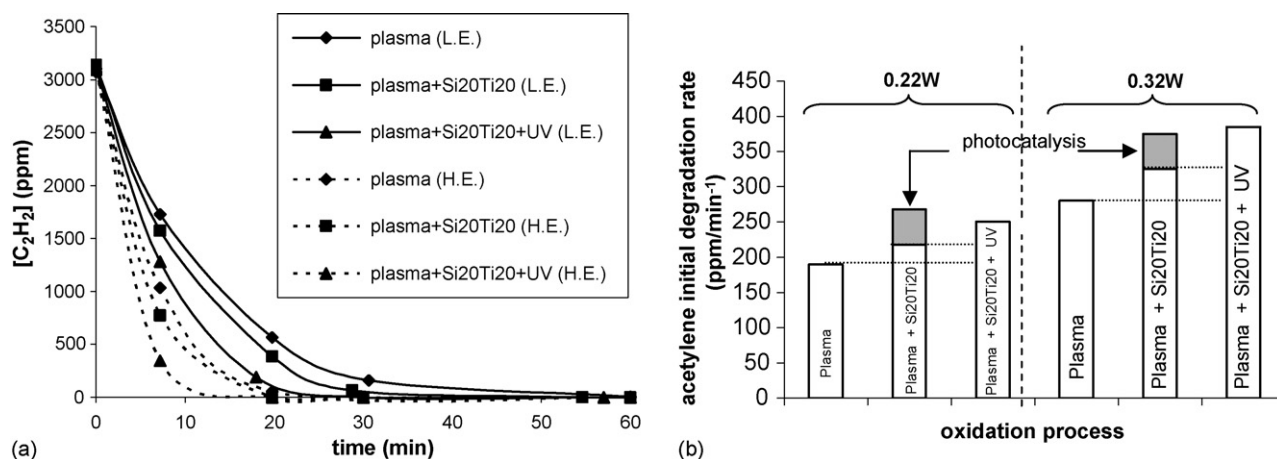 3500
3000
2500
2000
1500
1000
500
0
[C₂H₂] (ppm)
0 10 20 30 40 50 60
time (min)
(a)
plasma (L.E.)
plasma+Si20Ti20 (L.E.)
plasma+Si20Ti20+UV (L.E.)
plasma (H.E.)
plasma+Si20Ti20 (H.E.)
plasma+Si20Ti20+UV (H.E.)
acetylene initial degradation rate
(ppm/min⁻¹)
450
400
350
300
250
200
150
100
50
0
0.22W
0.32W
photocatalysis
Plasma
Plasma + Si20Ti20
Plasma + Si20Ti20 + UV
Plasma
Plasma + Si20Ti20
Plasma + Si20Ti20 + UV
oxidation process
(b)